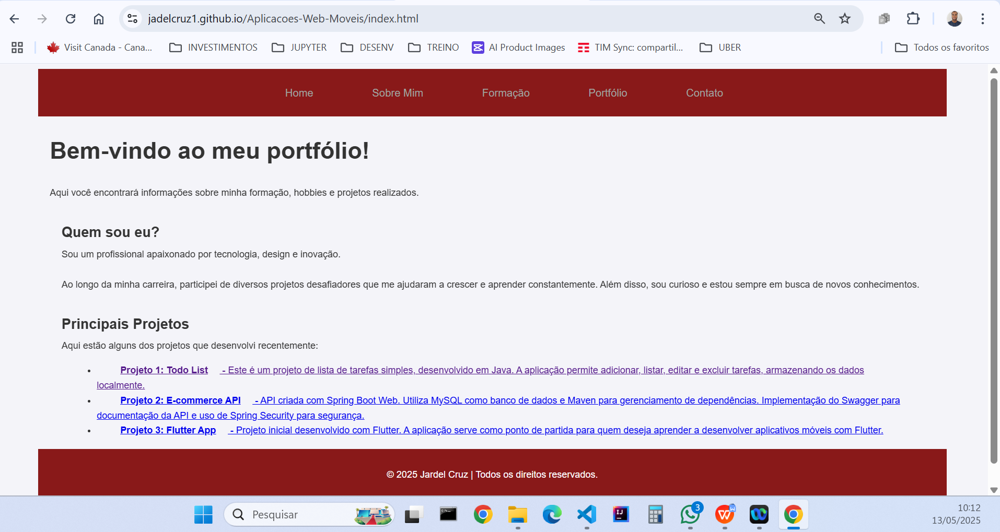 jadelcruz1.github.io/Aplicacoes-Web-Moveis/index.html
Visit Canada - Cana...
INVESTIMENTOS
JUPYTER
DESENV
TREINO
AI Product Images
TIM Sync: compartil...
UBER
Todos os favoritos
Home
Sobre Mim
Formação
Portfólio
Contato
Bem-vindo ao meu portfólio!
Aqui você encontrará informações sobre minha formação, hobbies e projetos realizados.
Quem sou eu?
Sou um profissional apaixonado por tecnologia, design e inovação.
Ao longo da minha carreira, participei de diversos projetos desafiadores que me ajudaram a crescer e aprender constantemente. Além disso, sou curioso e estou sempre em busca de novos conhecimentos.
Principais Projetos
Aqui estão alguns dos projetos que desenvolvi recentemente:
• Projeto 1: Todo List - Este é um projeto de lista de tarefas simples, desenvolvido em Java. A aplicação permite adicionar, listar, editar e excluir tarefas, armazenando os dados
localmente.
• Projeto 2: E-commerce API - API criada com Spring Boot Web. Utiliza MySQL como banco de dados e Maven para gerenciamento de dependências. Implementação do Swagger para
documentação da API e uso de Spring Security para segurança.
• Projeto 3: Flutter App - Projeto inicial desenvolvido com Flutter. A aplicação serve como ponto de partida para quem deseja aprender a desenvolver aplicativos móveis com Flutter.
© 2025 Jardel Cruz | Todos os direitos reservados.
Pesquisar
IJ
3
W
W
10:12
13/05/2025